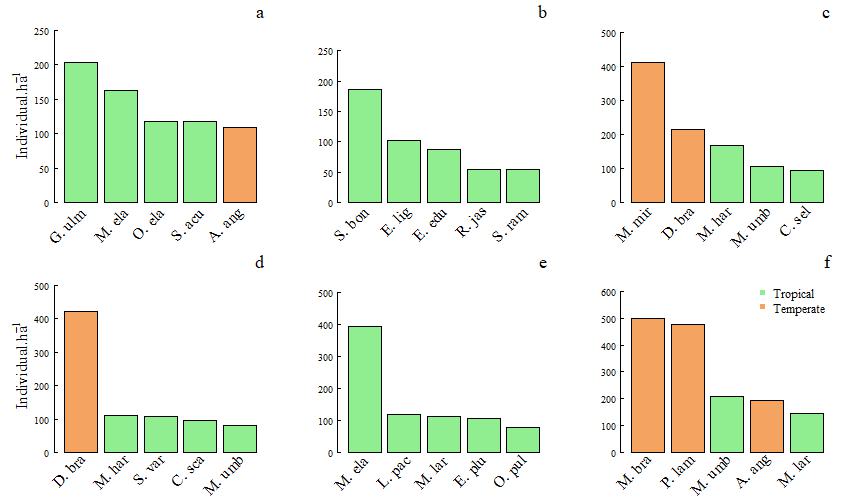 a
250
200
150
100
50
0
Individual.ha⁻¹
G. ulm
M. ela
O. ela
S. acu
A. ang
b
250
200
150
100
50
0
S. bon
E. lig
E. edu
R. jas
S. ram
c
500
400
300
200
100
0
M. mir
D. bra
M. har
M. umb
C. sel
d
500
400
300
200
100
0
Individual.ha⁻¹
D. bra
M. har
S. var
C. sca
M. umb
e
500
400
300
200
100
0
M. ela
L. pac
M. lar
E. plu
O. pul
f
600
500
400
300
200
100
0
Tropical
Temperate
M. bra
P. lam
M. umb
A. ang
M. lar